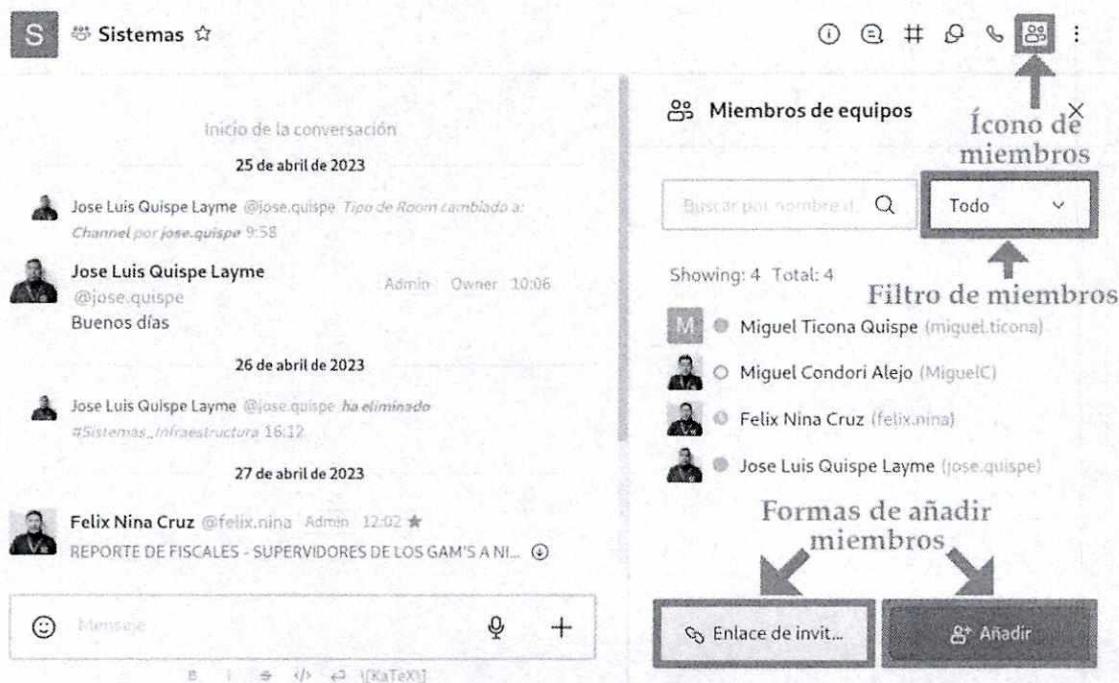 S Sistemas
Inicio de la conversación
25 de abril de 2023
Jose Luis Quispe Layme @jose.quispe Tipo de Room cambiado a:
Channel por jose.quispe 9:58
Jose Luis Quispe Layme Admin Owner 10:06
@jose.quispe
Buenos días
26 de abril de 2023
Jose Luis Quispe Layme @jose.quispe ha eliminado
#Sistemas_Infraestructura 16:12
27 de abril de 2023
Felix Nina Cruz @felix.nina Admin 12:02
REPORTE DE FISCALES - SUPERVIDORES DE LOS GAM'S A NI...
Mensaje
B I S </> \[KaTeX\]
Miembros de equipos
Ícono de
miembros
Buscar por nombre d
Todo
Showing: 4 Total: 4
Filtro de miembros
M Miguel Ticona Quispe (miguel.ticona)
Miguel Condori Alejo (MiguelC)
Felix Nina Cruz (felix.nina)
Jose Luis Quispe Layme (jose.quispe)
Formas de añadir
miembros
Enlace de invit...
Añadir